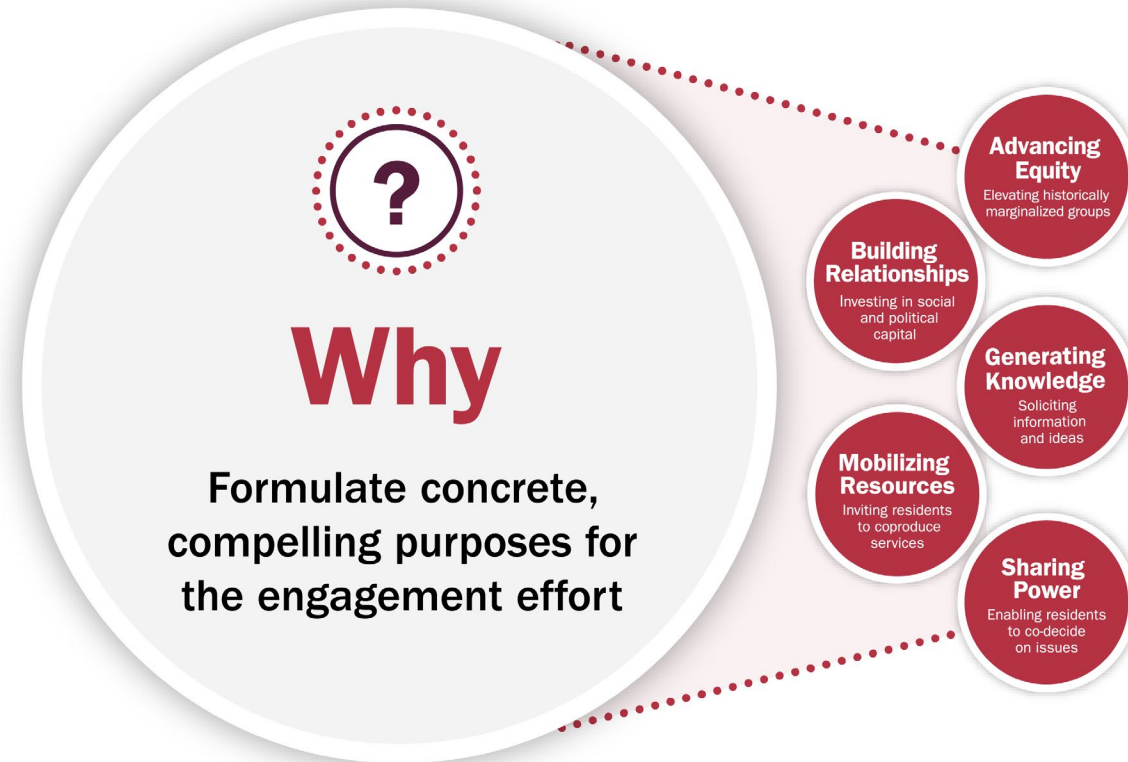 ?
Why
Formulate concrete,
compelling purposes for
the engagement effort
Advancing
Equity
Elevating historically
marginalized groups
Building
Relationships
Investing in social
and political
capital
Generating
Knowledge
Soliciting
information
and ideas
Mobilizing
Resources
Inviting residents
to coproduce
services
Sharing
Power
Enabling residents
to co-decide
on issues